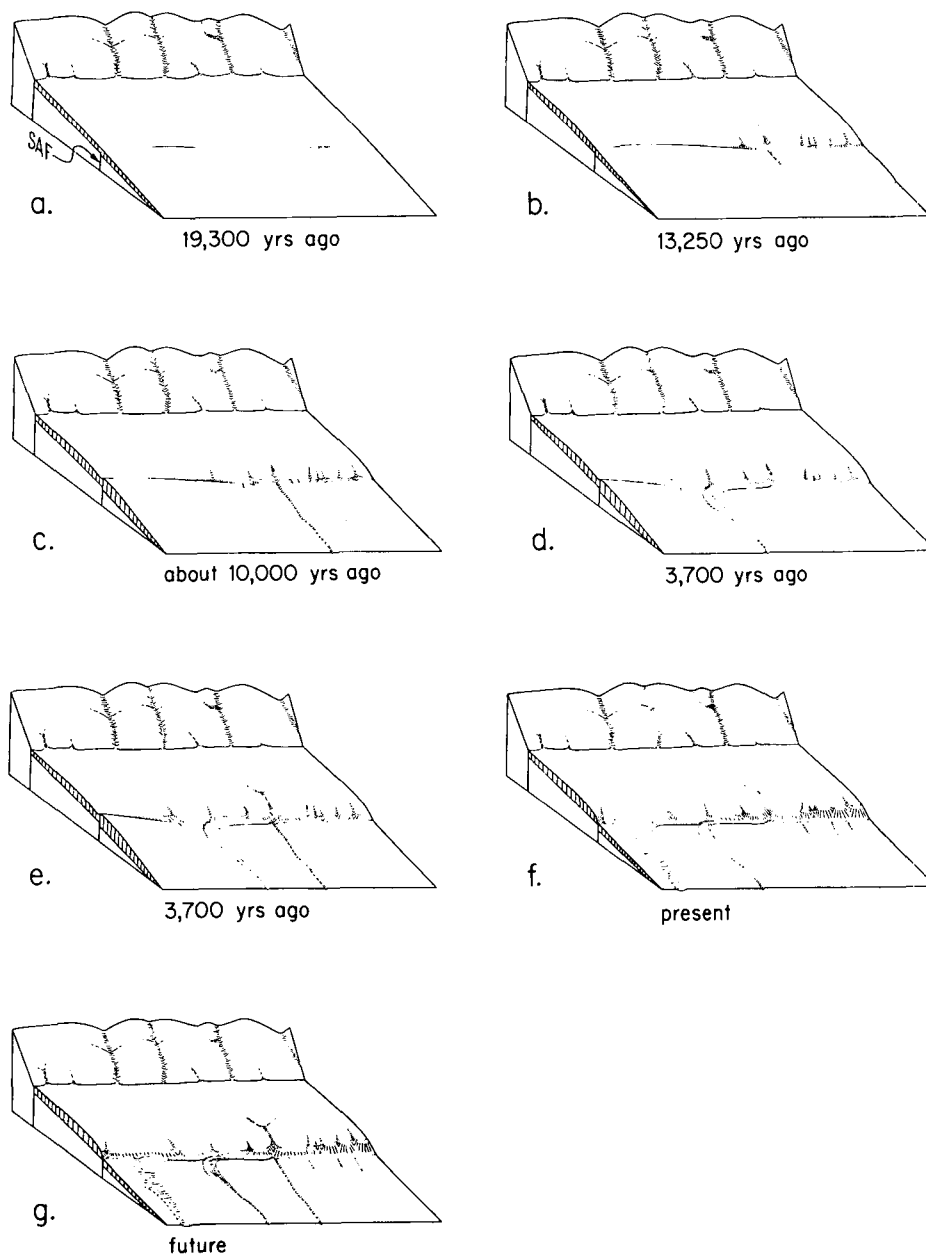 SAF
a.
19,300 yrs ago
b.
13,250 yrs ago
c.
about 10,000 yrs ago
d.
3,700 yrs ago
e.
3,700 yrs ago
f.
present
g.
future